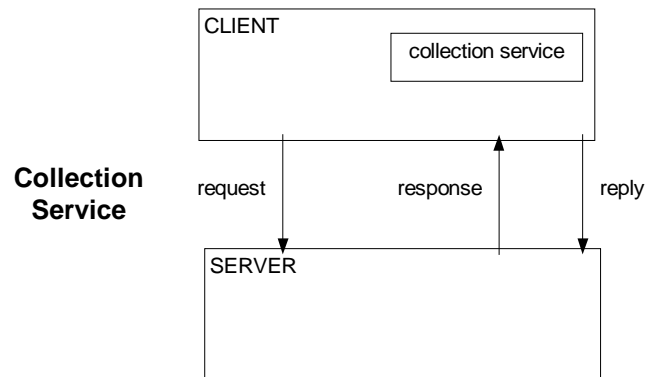 CLIENT
collection service
Collection
Service
request
response
reply
SERVER